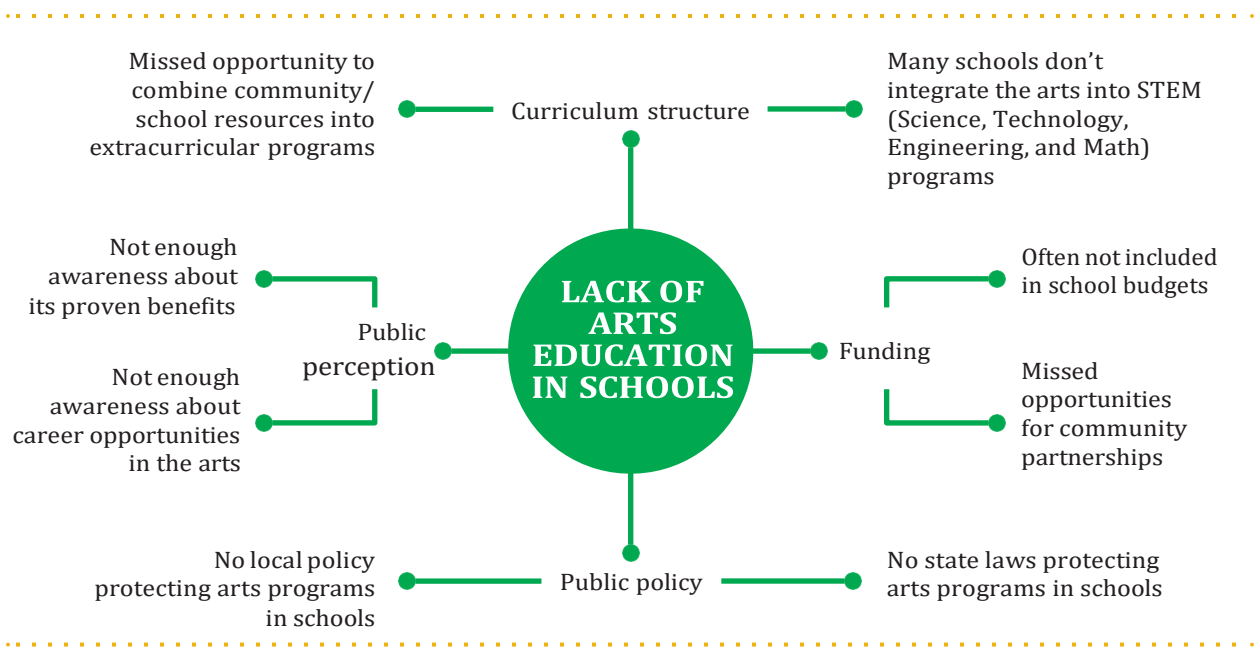 Missed opportunity to
combine community/
school resources into
extracurricular programs
Curriculum structure
Many schools don’t
integrate the arts into STEM
(Science, Technology,
Engineering, and Math)
programs
Not enough
awareness about
its proven benefits
Public
perception
Not enough
awareness about
career opportunities
in the arts
LACK OF
ARTS
EDUCATION
IN SCHOOLS
Funding
Often not included
in school budgets
Missed
opportunities
for community
partnerships
No local policy
protecting arts programs
in schools
Public policy
No state laws protecting
arts programs in schools